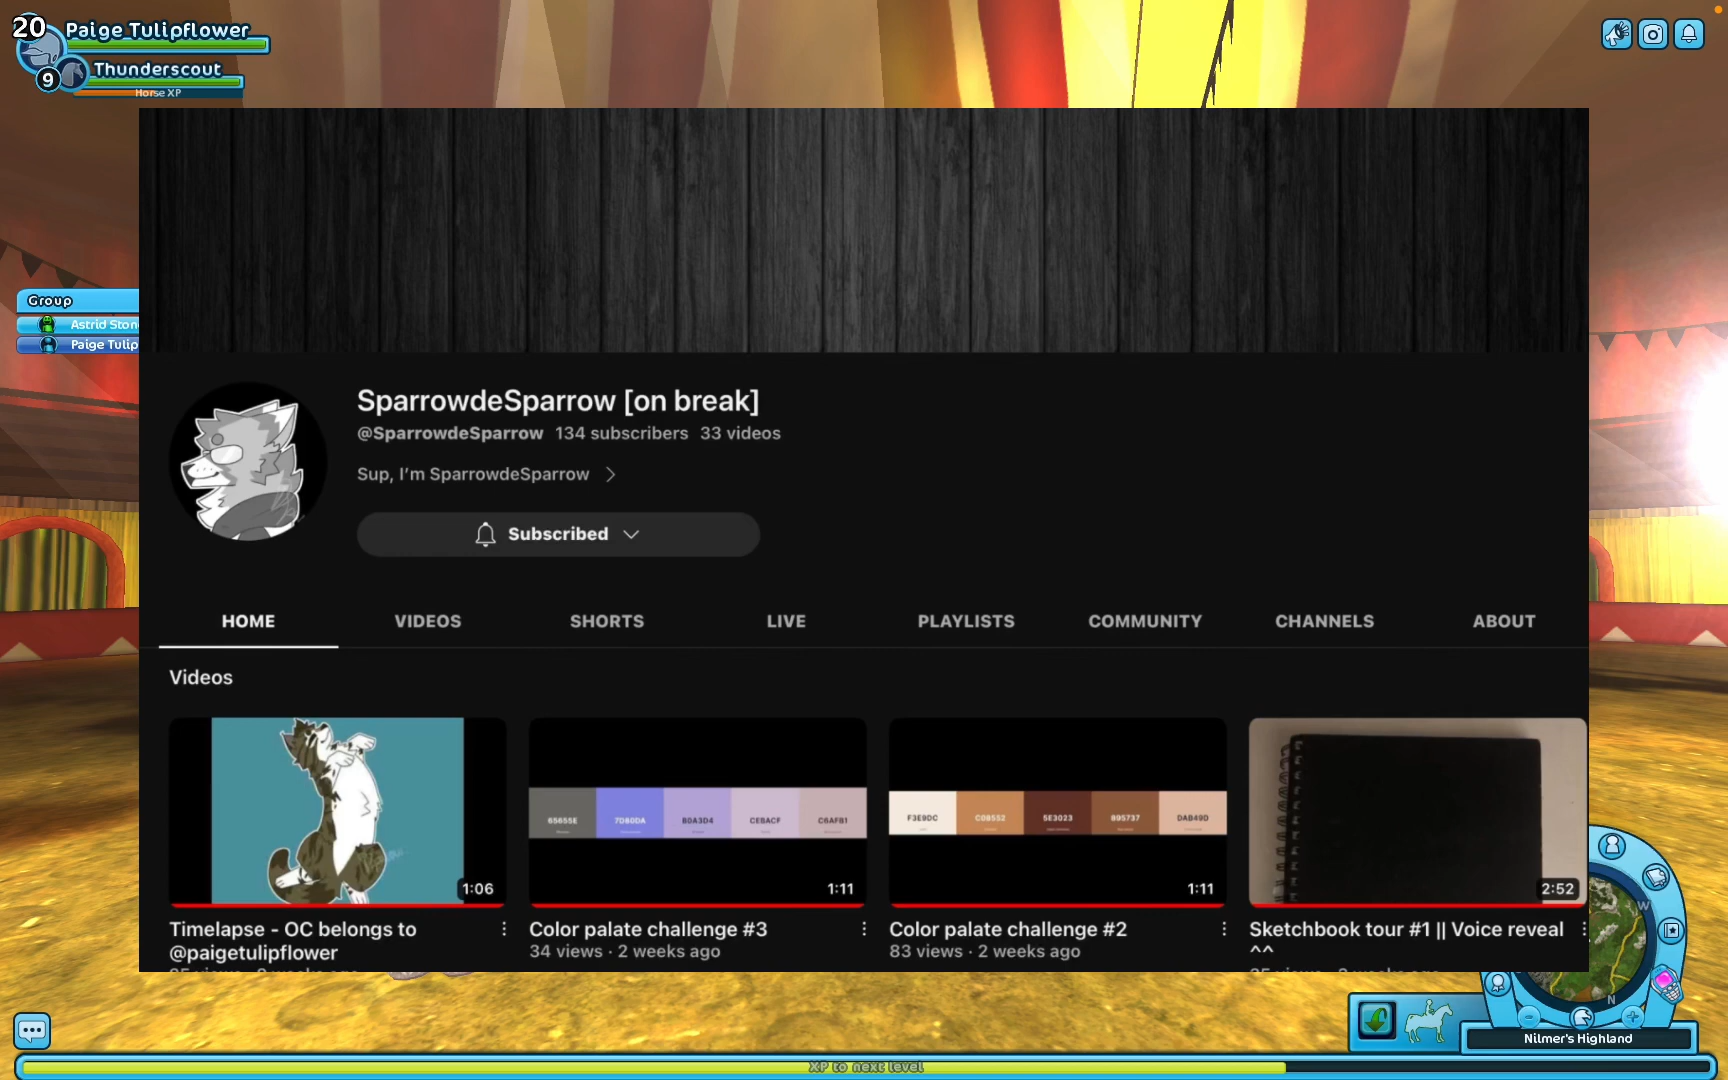 20
Paige Tulipflower
Thunderscout
9
Horse XP
Group
Astrid Ston
Paige Tulip
SparrowdeSparrow [on break]
@SparrowdeSparrow 134 subscribers 33 videos
Sup, I'm SparrowdeSparrow
Subscribed
HOME VIDEOS SHORTS LIVE PLAYLISTS COMMUNITY CHANNELS ABOUT
Videos
65655E 7D80DA B0A3D4 CEBACF C6AFB1
F3E9DC C08552 5E3023 895737 DAB49D
1:06 1:11 1:11 2:52
Timelapse - OC belongs to
@paigetulipflower
Color palate challenge #3
34 views · 2 weeks ago
Color palate challenge #2
83 views · 2 weeks ago
Sketchbook tour #1 || Voice reveal
^^
W
N
Nilmer's Highland
XP to next level